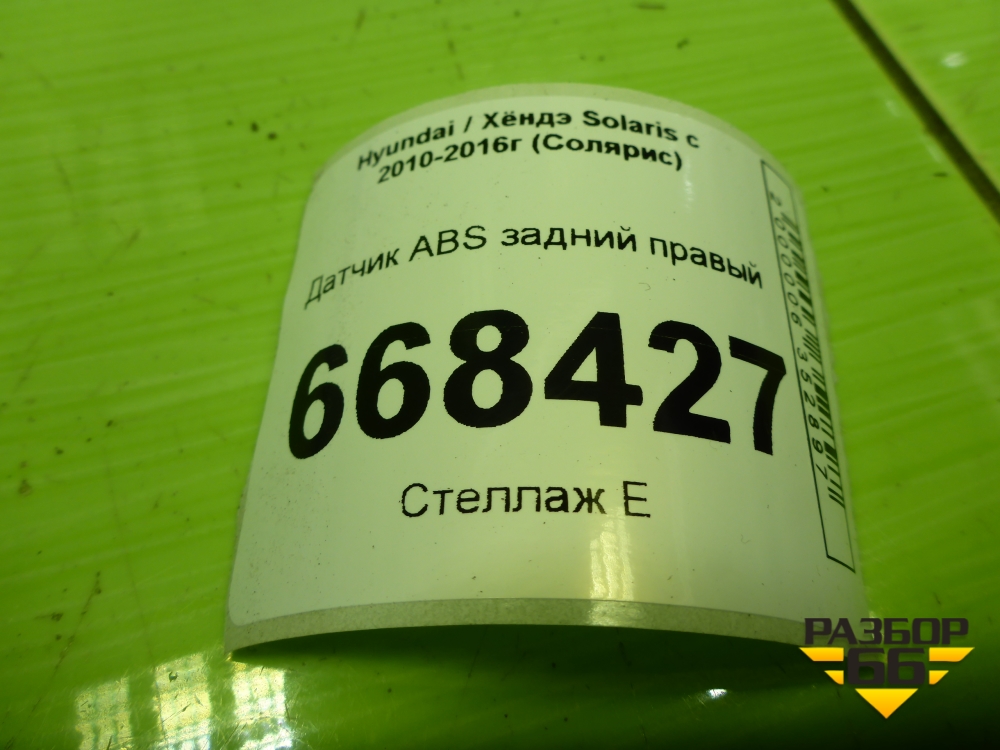 Hyundai / Хёндэ Solaris с
2010-2016г (Солярис)
Датчик ABS задний правый
668427
Стеллаж Е
2000006352897
РАЗБОР
66